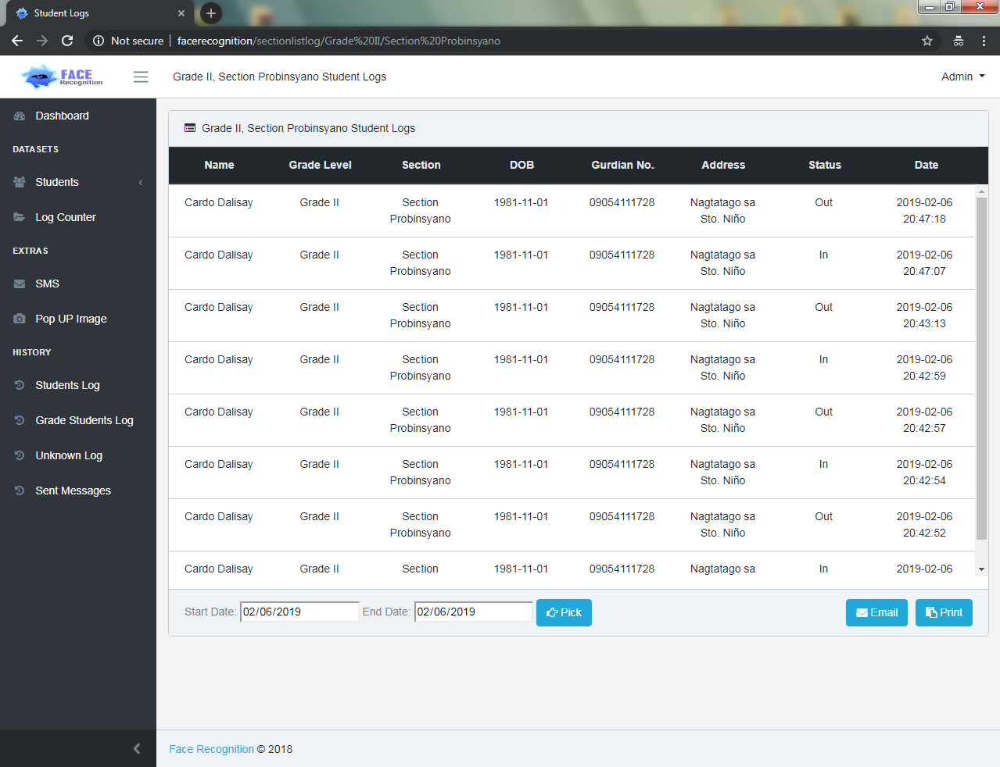 Student Logs
Not secure | facerecognition/sectionlistlog/Grade%20II/Section%20Probinsyano
FACE
Recognition
Grade II, Section Probinsyano Student Logs
Admin
Dashboard
DATASETS
Students
Log Counter
EXTRAS
SMS
Pop UP Image
HISTORY
Students Log
Grade Students Log
Unknown Log
Sent Messages
Grade II, Section Probinsyano Student Logs
Name Grade Level Section DOB Gurdian No. Address Status Date
Cardo Dalisay Grade II Section 1981-11-01 09054111728 Nagtatago sa Out 2019-02-06
Probinsyano Sto. Niño 20:47:18
Cardo Dalisay Grade II Section 1981-11-01 09054111728 Nagtatago sa In 2019-02-06
Probinsyano Sto. Niño 20:47:07
Cardo Dalisay Grade II Section 1981-11-01 09054111728 Nagtatago sa Out 2019-02-06
Probinsyano Sto. Niño 20:43:13
Cardo Dalisay Grade II Section 1981-11-01 09054111728 Nagtatago sa In 2019-02-06
Probinsyano Sto. Niño 20:42:59
Cardo Dalisay Grade II Section 1981-11-01 09054111728 Nagtatago sa Out 2019-02-06
Probinsyano Sto. Niño 20:42:57
Cardo Dalisay Grade II Section 1981-11-01 09054111728 Nagtatago sa In 2019-02-06
Probinsyano Sto. Niño 20:42:54
Cardo Dalisay Grade II Section 1981-11-01 09054111728 Nagtatago sa Out 2019-02-06
Probinsyano Sto. Niño 20:42:52
Cardo Dalisay Grade II Section 1981-11-01 09054111728 Nagtatago sa In 2019-02-06
Start Date: 02/06/2019 End Date: 02/06/2019 Pick Email Print
Face Recognition © 2018